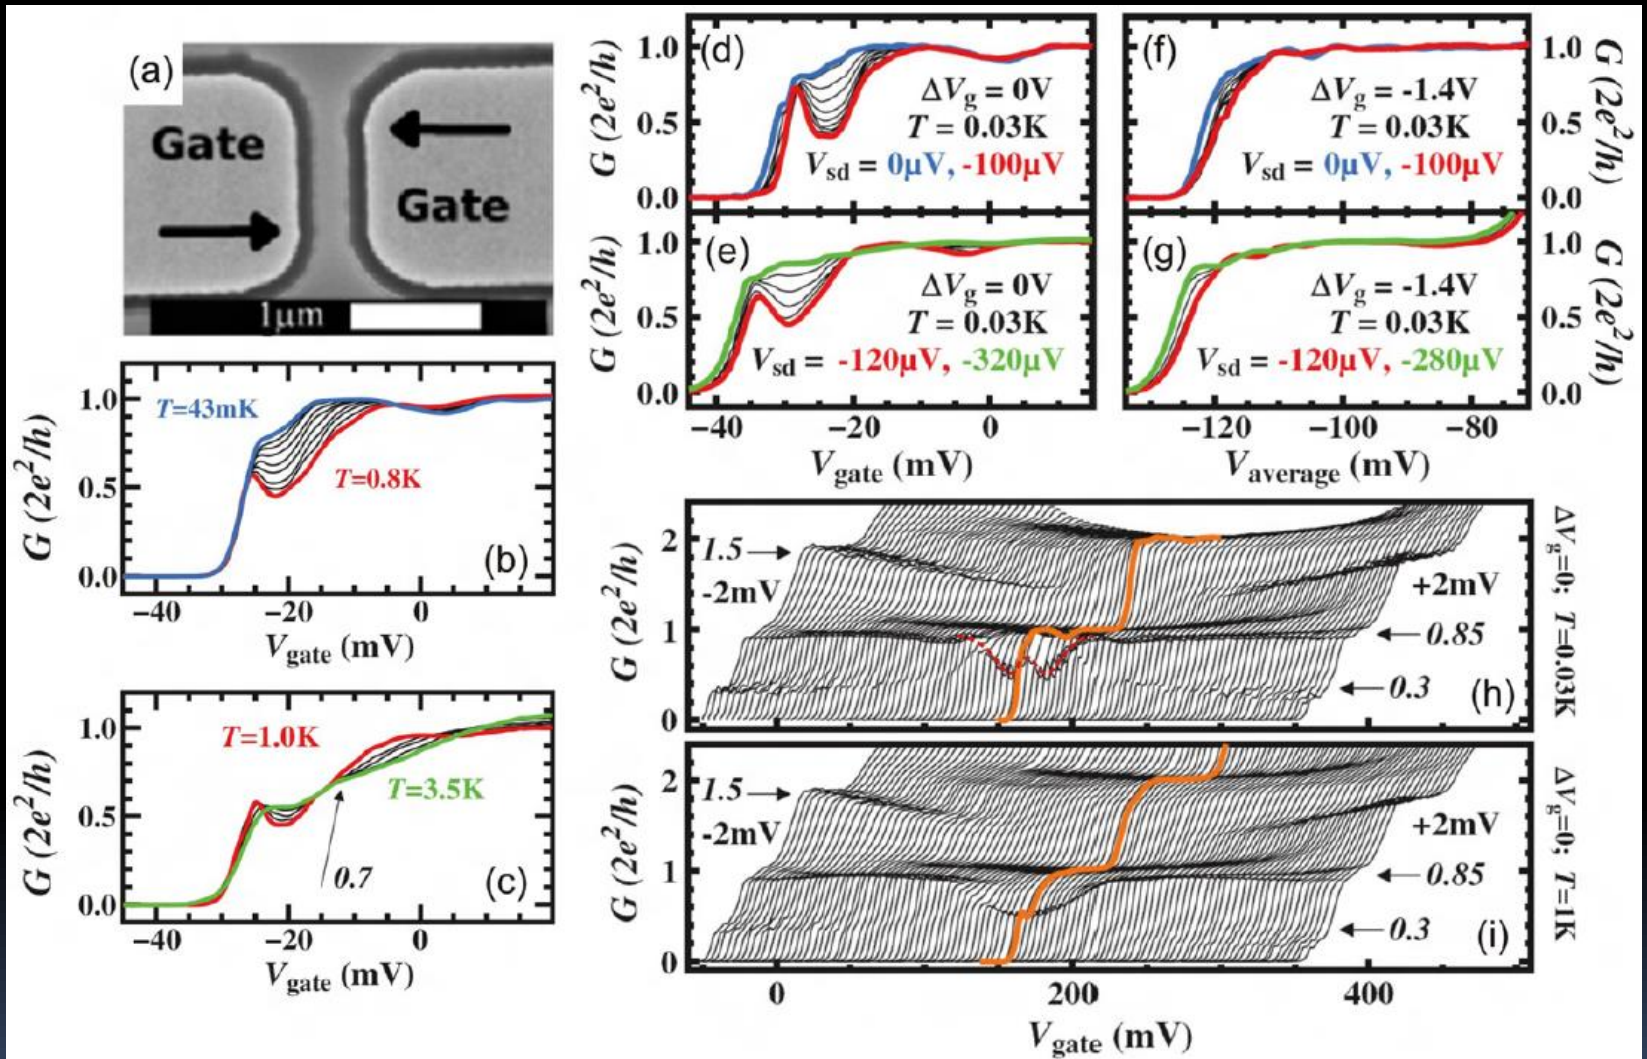 (a)
Gate
Gate
1μm
G (2e²/h)
1.0
0.5
0.0
T=43mK
T=0.8K
(b)
−40
−20
0
V_gate (mV)
G (2e²/h)
1.0
0.5
0.0
T=1.0K
T=3.5K
0.7
(c)
−40
−20
0
V_gate (mV)
G (2e²/h)
1.0
0.5
0.0
(d)
ΔV_g = 0V
T = 0.03K
V_sd = 0μV, -100μV
(f)
ΔV_g = -1.4V
T = 0.03K
V_sd = 0μV, -100μV
1.0
0.5
0.0
G (2e²/h)
G (2e²/h)
1.0
0.5
0.0
(e)
ΔV_g = 0V
T = 0.03K
V_sd = -120μV, -320μV
−40
−20
0
V_gate (mV)
(g)
ΔV_g = -1.4V
T = 0.03K
V_sd = -120μV, -280μV
1.0
0.5
0.0
G (2e²/h)
−120
−100
−80
V_average (mV)
G (2e²/h)
2
1
0
1.5
-2mV
+2mV
0.85
0.3
(h)
ΔV_g=0; T=0.03K
G (2e²/h)
2
1
0
1.5
-2mV
+2mV
0.85
0.3
(i)
ΔV_g=0; T=1K
0
200
400
V_gate (mV)